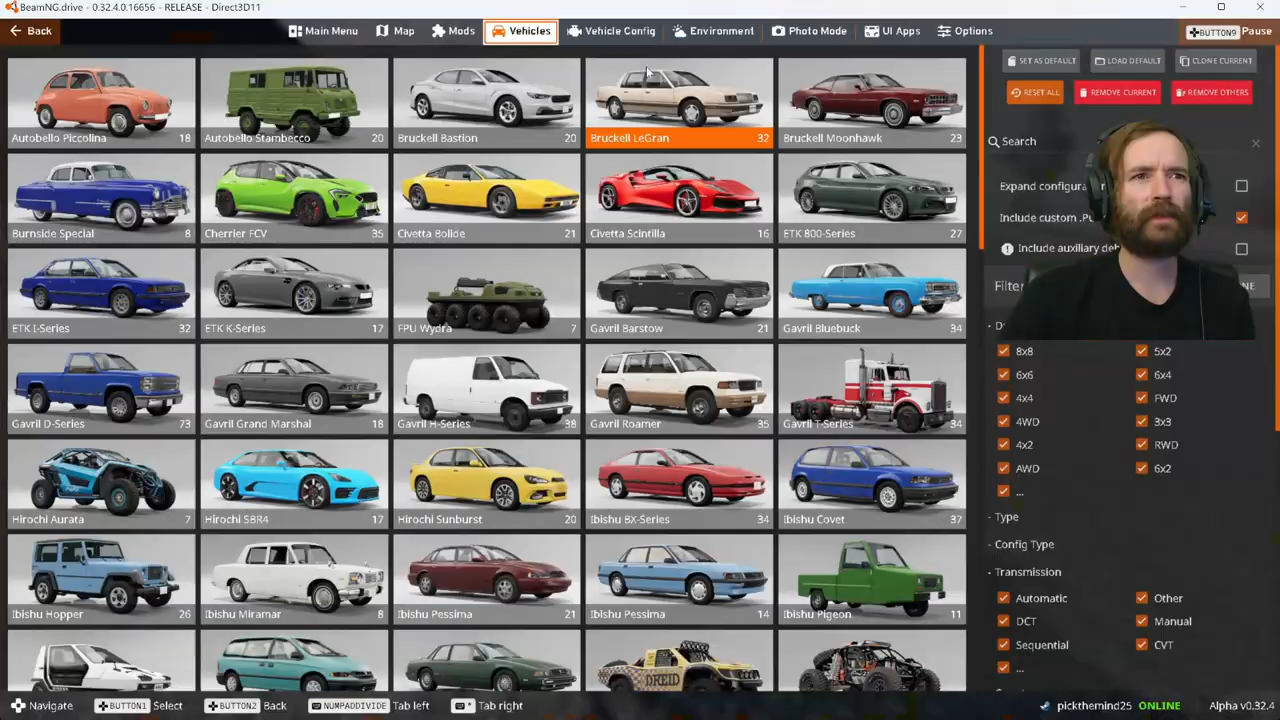 BeamNG.drive - 0.32.4.0.16656 - RELEASE - Direct3D11
Back
Main Menu
Map
Mods
Vehicles
Vehicle Config
Environment
Photo Mode
UI Apps
Options
BUTTON9 Pause
Autobello Piccolina 18
Autobello Stambecco 20
Bruckell Bastion 20
Bruckell LeGran 32
Bruckell Moonhawk 23
Burnside Special 8
Cherrier FCV 35
Civetta Bolide 21
Civetta Scintilla 16
ETK 800-Series 27
ETK I-Series 32
ETK K-Series 17
FPU Wydra 7
Gavril Barstow 21
Gavril Bluebuck 34
Gavril D-Series 73
Gavril Grand Marshal 18
Gavril H-Series 38
Gavril Roamer 35
Gavril T-Series 34
Hirochi Aurata 7
Hirochi SBR4 17
Hirochi Sunburst 20
Ibishu BX-Series 34
Ibishu Covet 37
Ibishu Hopper 26
Ibishu Miramar 8
Ibishu Pessima 21
Ibishu Pessima 14
Ibishu Pigeon 11
DREID
SET AS DEFAULT
LOAD DEFAULT
CLONE CURRENT
RESET ALL
REMOVE CURRENT
REMOVE OTHERS
Search
Expand configura
Include custom .P
Include auxiliary de
Filter
NE
8x8
5x2
6x6
6x4
4x4
FWD
4WD
3x3
4x2
RWD
AWD
6x2
...
- Type
- Config Type
- Transmission
Automatic
Other
DCT
Manual
Sequential
CVT
...
Navigate
BUTTON1 Select
BUTTON2 Back
NUMPADDIVIDE Tab left
* Tab right
pickthemind25 ONLINE
Alpha v0.32.4